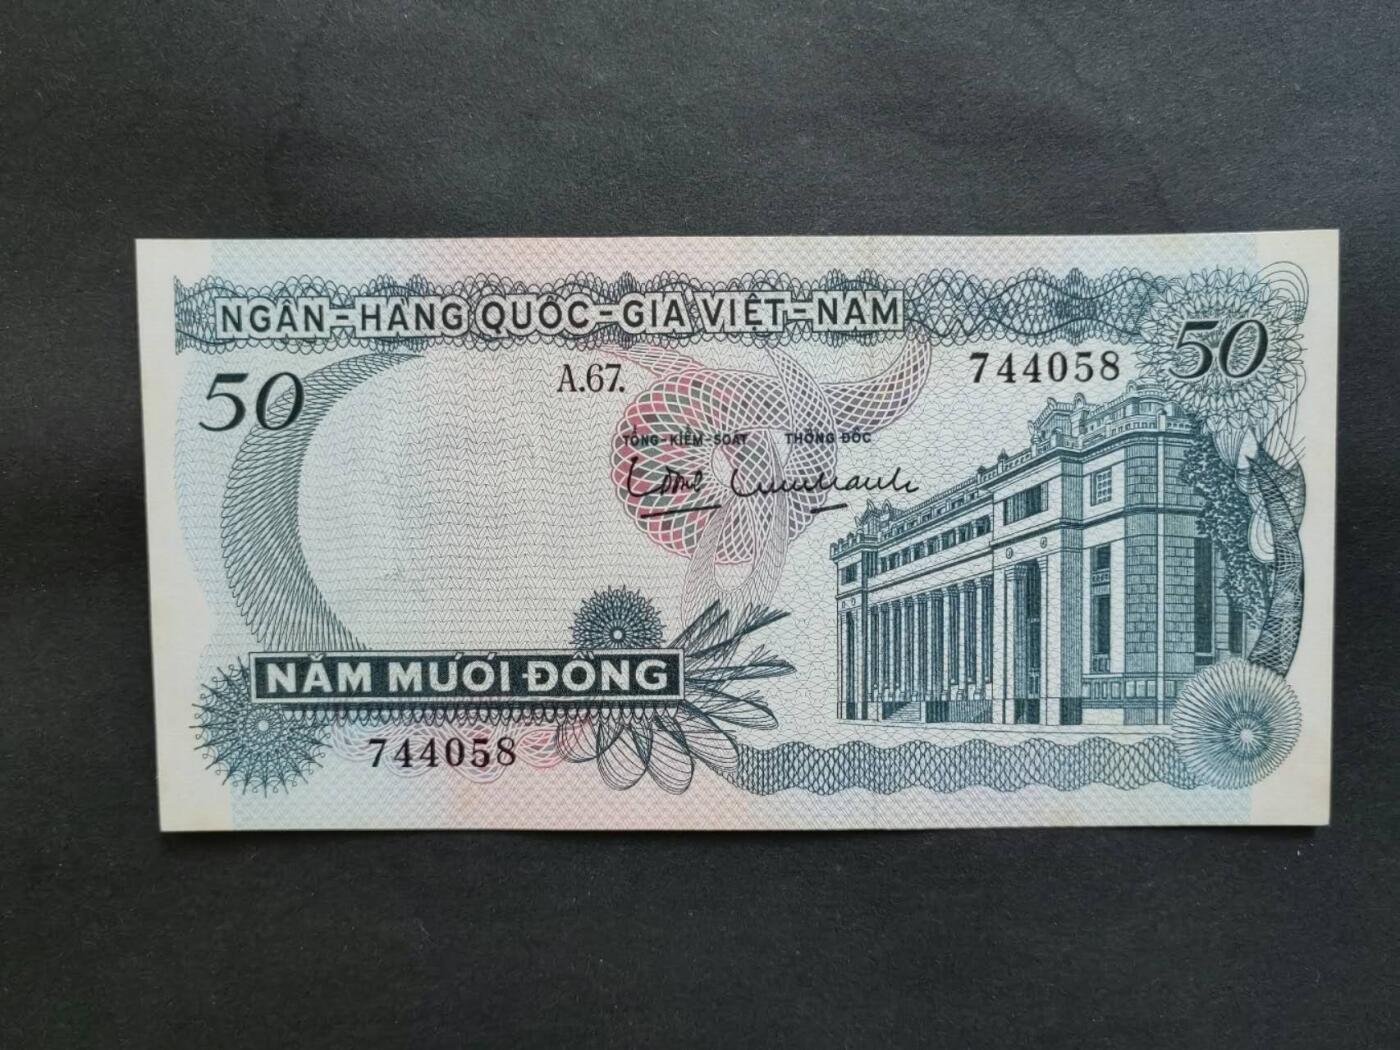 NGÂN-HÀNG QUỐC-GIA VIỆT-NAM
50
50
A.67.
744058
TỔNG-KIỂM-SOÁT THỐNG ĐỐC
NĂM MƯƠI ĐỒNG
744058